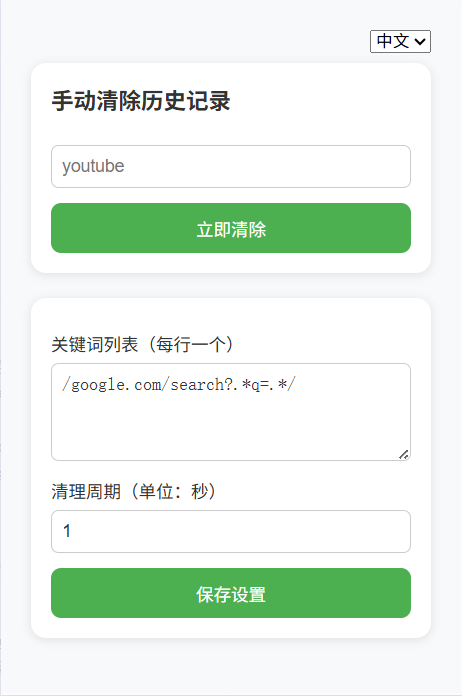 中文
手动清除历史记录
youtube
立即清除
关键词列表（每行一个）
/google.com/search?.*q=.*/
清理周期（单位：秒）
1
保存设置